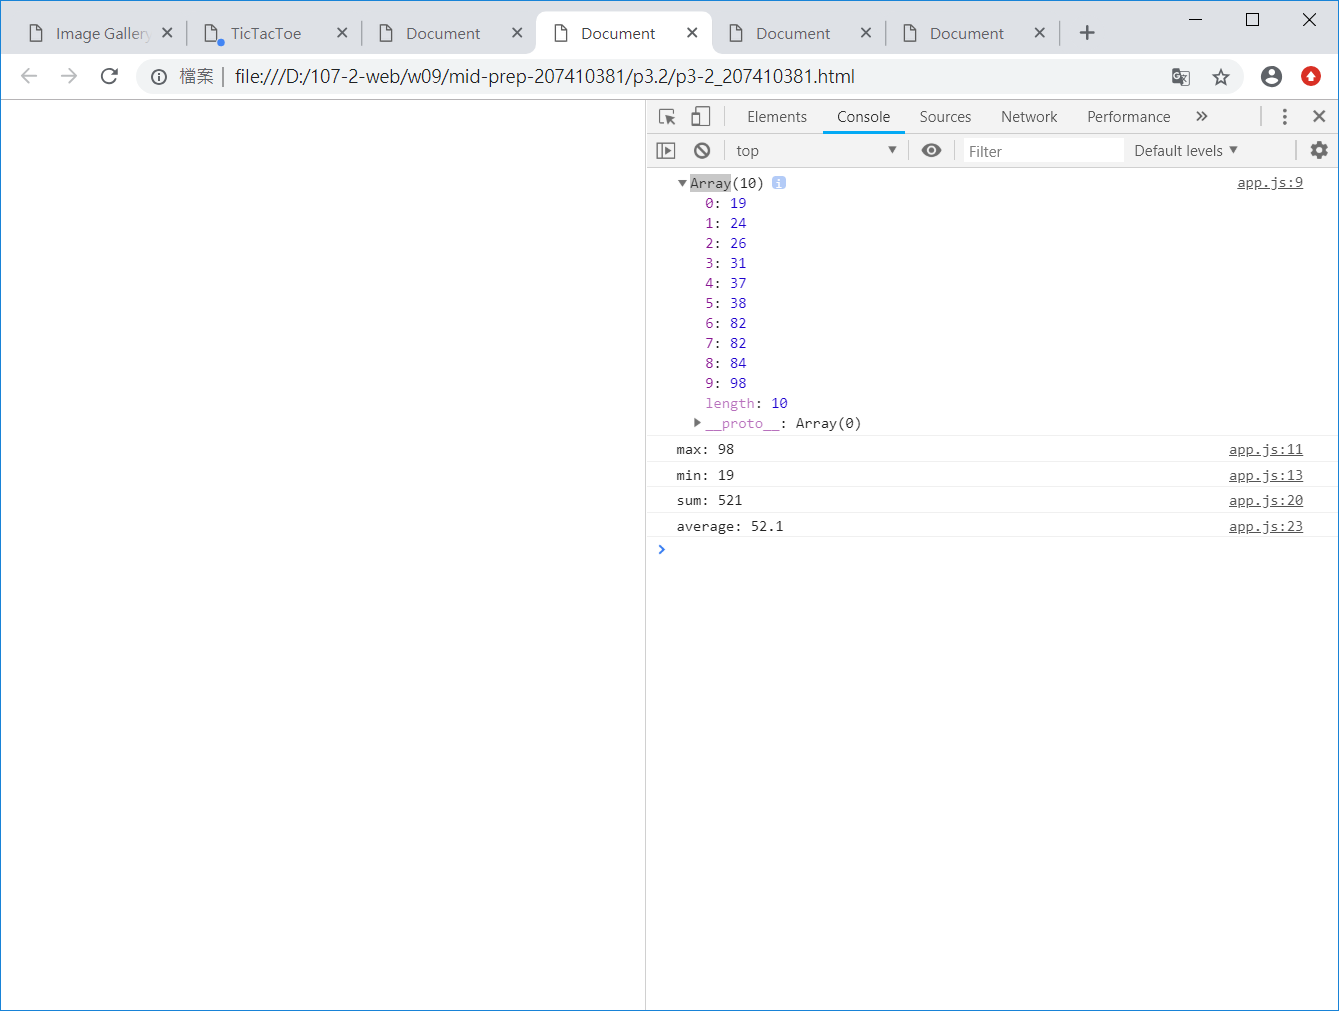 Image Gallery
TicTacToe
Document
Document
Document
Document
檔案 | file:///D:/107-2-web/w09/mid-prep-207410381/p3.2/p3-2_207410381.html
Elements Console Sources Network Performance »
top Filter Default levels
Array(10) i app.js:9
0: 19
1: 24
2: 26
3: 31
4: 37
5: 38
6: 82
7: 82
8: 84
9: 98
length: 10
__proto__: Array(0)
max: 98 app.js:11
min: 19 app.js:13
sum: 521 app.js:20
average: 52.1 app.js:23